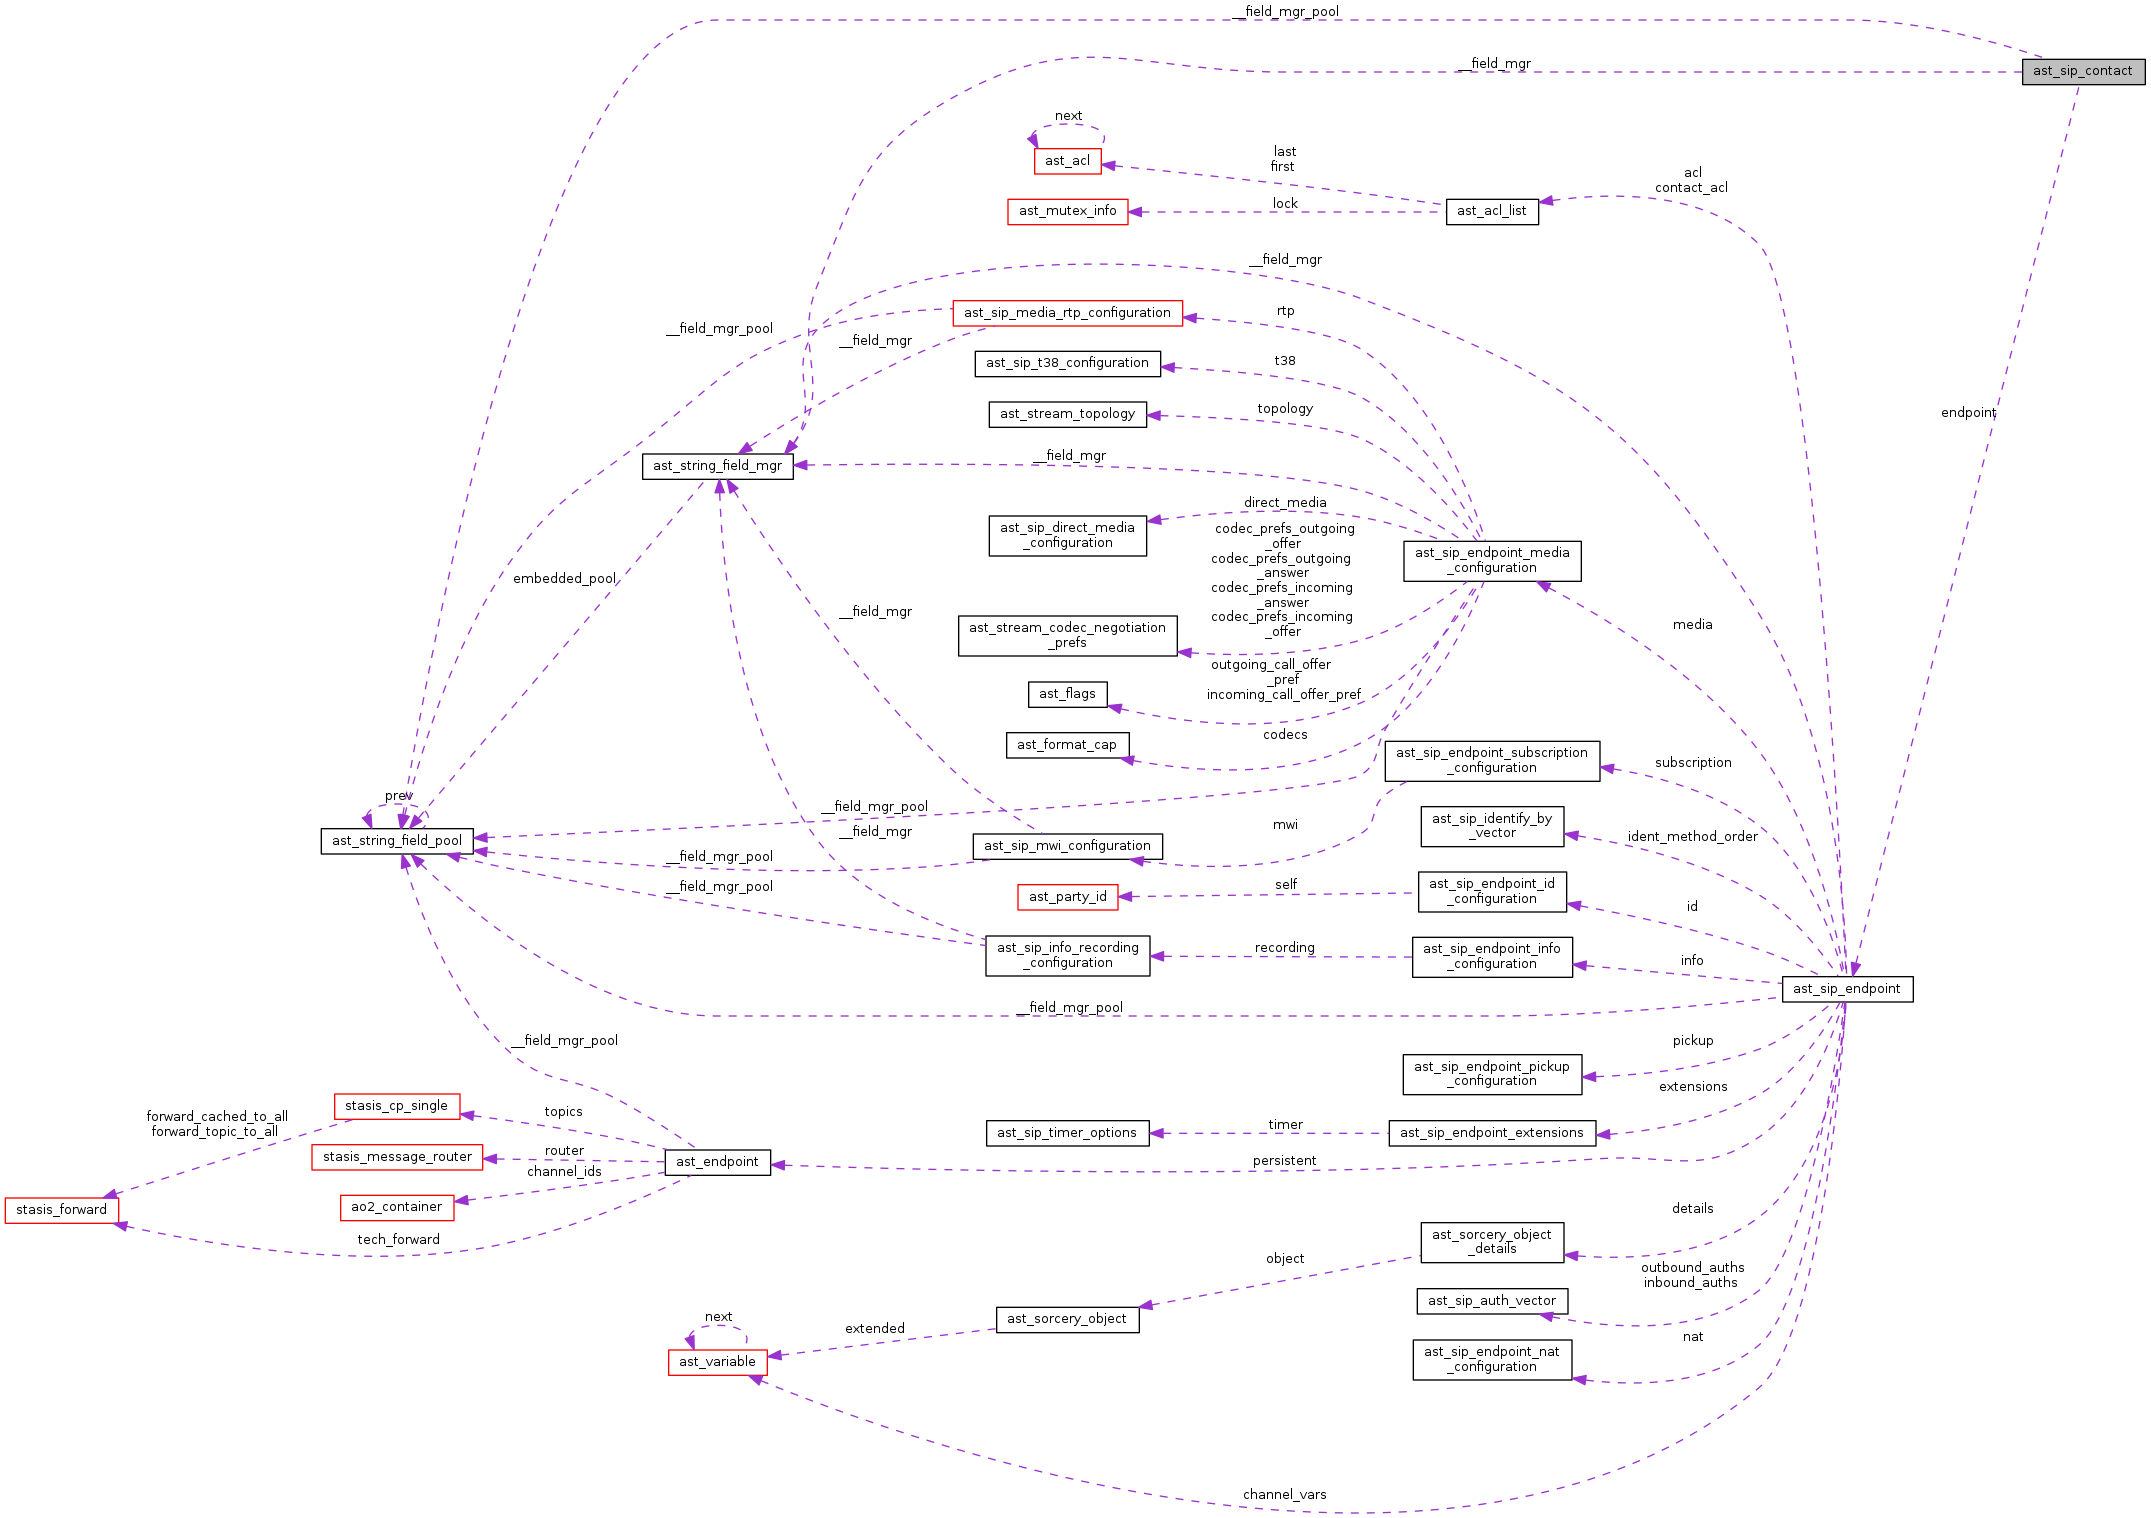 __field_mgr_pool
__field_mgr
ast_sip_contact
next
ast_acl
last
first
acl
contact_acl
ast_mutex_info
lock
ast_acl_list
__field_mgr
ast_sip_media_rtp_configuration
rtp
__field_mgr_pool
__field_mgr
ast_sip_t38_configuration
t38
ast_stream_topology
topology
endpoint
ast_string_field_mgr
__field_mgr
direct_media
ast_sip_direct_media
_configuration
codec_prefs_outgoing
_offer
codec_prefs_outgoing
_answer
codec_prefs_incoming
_answer
codec_prefs_incoming
_offer
ast_sip_endpoint_media
_configuration
embedded_pool
__field_mgr
ast_stream_codec_negotiation
_prefs
media
outgoing_call_offer
_pref
incoming_call_offer_pref
ast_flags
codecs
ast_format_cap
ast_sip_endpoint_subscription
_configuration
subscription
prev
ast_string_field_pool
__field_mgr_pool
__field_mgr
mwi
ast_sip_identify_by
_vector
ident_method_order
ast_sip_mwi_configuration
__field_mgr_pool
__field_mgr_pool
ast_party_id
self
ast_sip_endpoint_id
_configuration
id
ast_sip_info_recording
_configuration
recording
ast_sip_endpoint_info
_configuration
info
ast_sip_endpoint
__field_mgr_pool
__field_mgr_pool
pickup
ast_sip_endpoint_pickup
_configuration
extensions
stasis_cp_single
topics
forward_cached_to_all
forward_topic_to_all
ast_sip_timer_options
timer
ast_sip_endpoint_extensions
stasis_message_router
router
channel_ids
ast_endpoint
persistent
stasis_forward
ao2_container
tech_forward
details
ast_sorcery_object
_details
object
outbound_auths
inbound_auths
ast_sip_auth_vector
next
ast_sorcery_object
extended
nat
ast_variable
ast_sip_endpoint_nat
_configuration
channel_vars